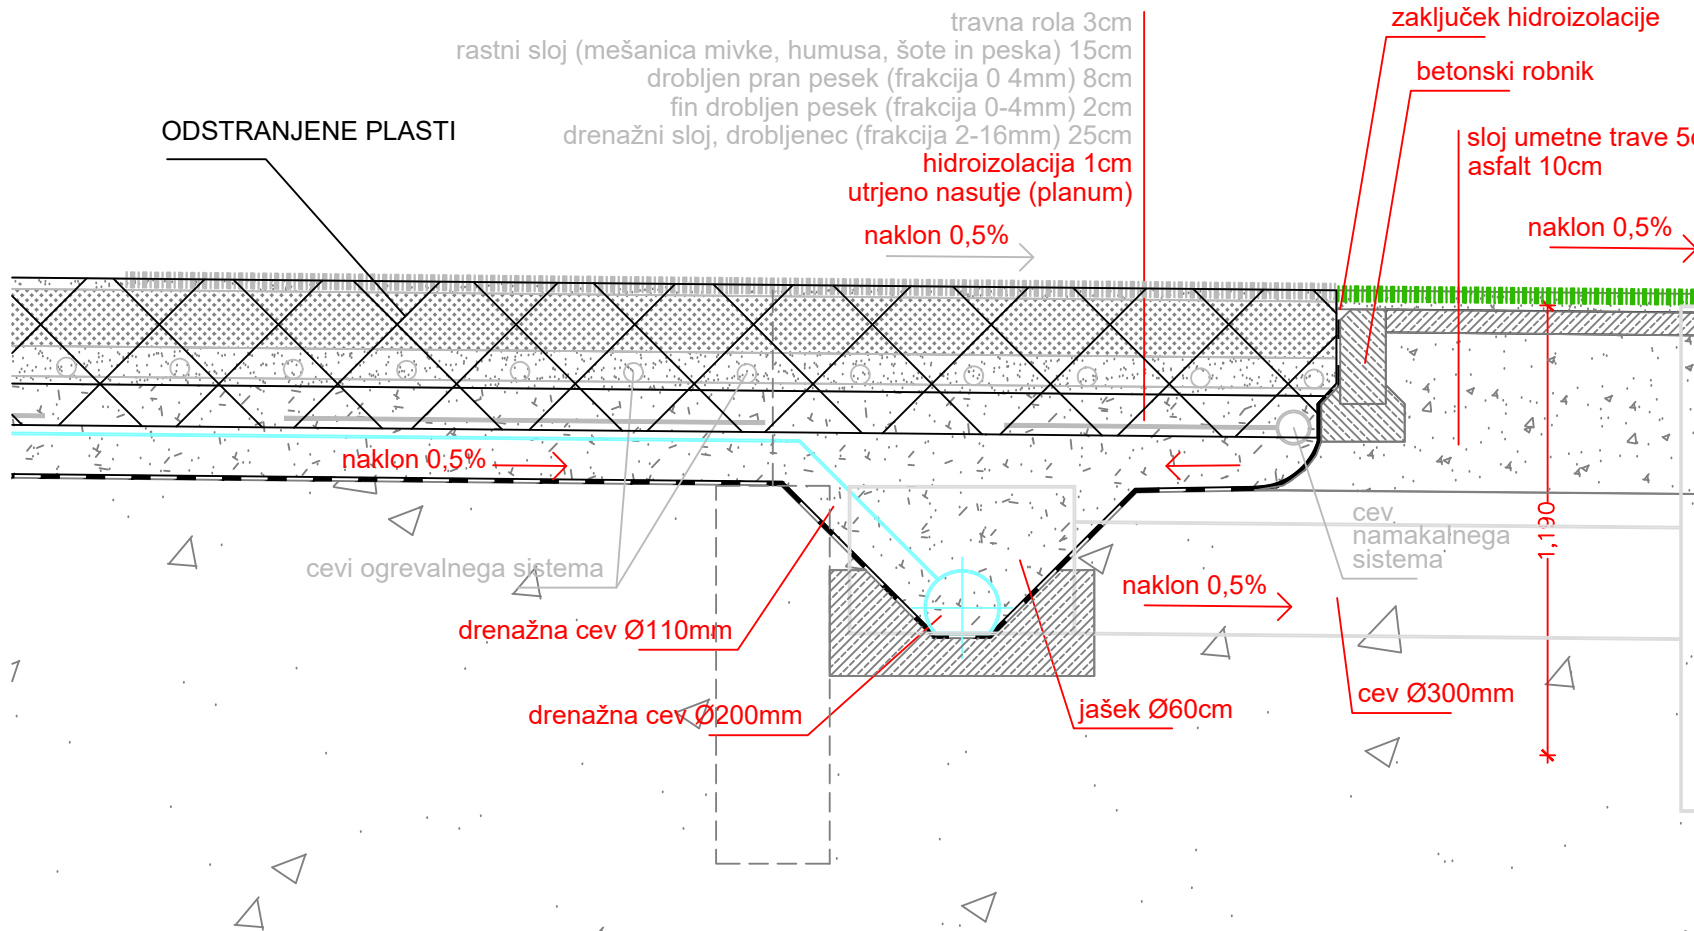 travna rola 3cm
rastni sloj (mešanica mivke, humusa, šote in peska) 15cm
drobljen pran pesek (frakcija 0 4mm) 8cm
fin drobljen pesek (frakcija 0-4mm) 2cm
drenažni sloj, drobljenec (frakcija 2-16mm) 25cm
hidroizolacija 1cm
utrjeno nasutje (planum)
naklon 0,5%
zaključek hidroizolacije
betonski robnik
sloj umetne trave 5
asfalt 10cm
naklon 0,5%
ODSTRANJENE PLASTI
naklon 0,5%
cevi ogrevalnega sistema
cev
namakalnega
sistema
1,190
naklon 0,5%
drenažna cev Ø110mm
drenažna cev Ø200mm
jašek Ø60cm
cev Ø300mm